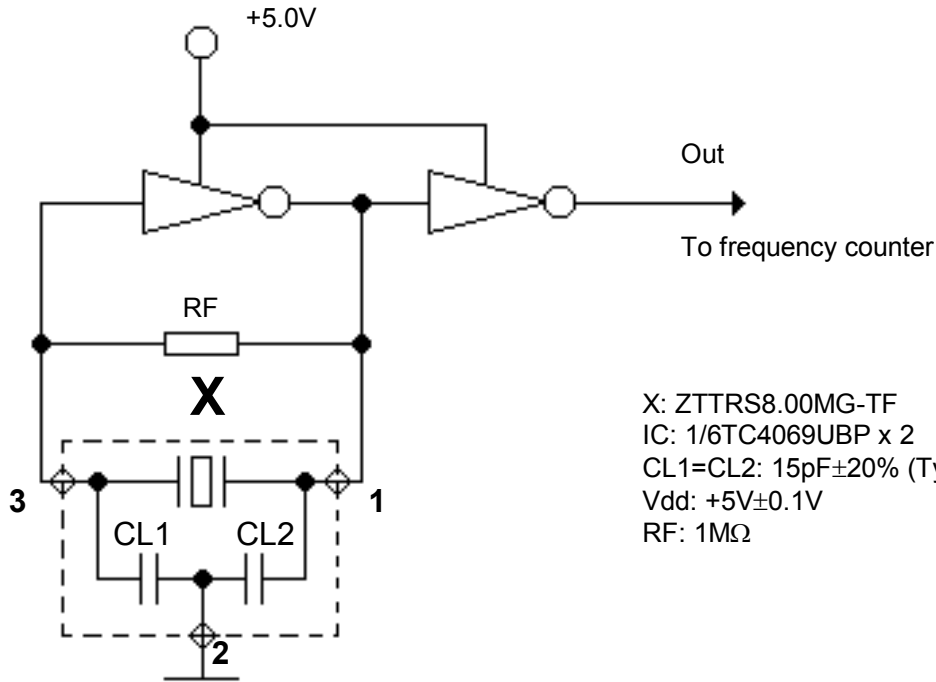 +5.0V
Out
To frequency counter
RF
X
X: ZTTRS8.00MG-TF
IC: 1/6TC4069UBP x 2
CL1=CL2: 15pF±20% (Ty
Vdd: +5V±0.1V
RF: 1MΩ
3
1
CL1 CL2
2